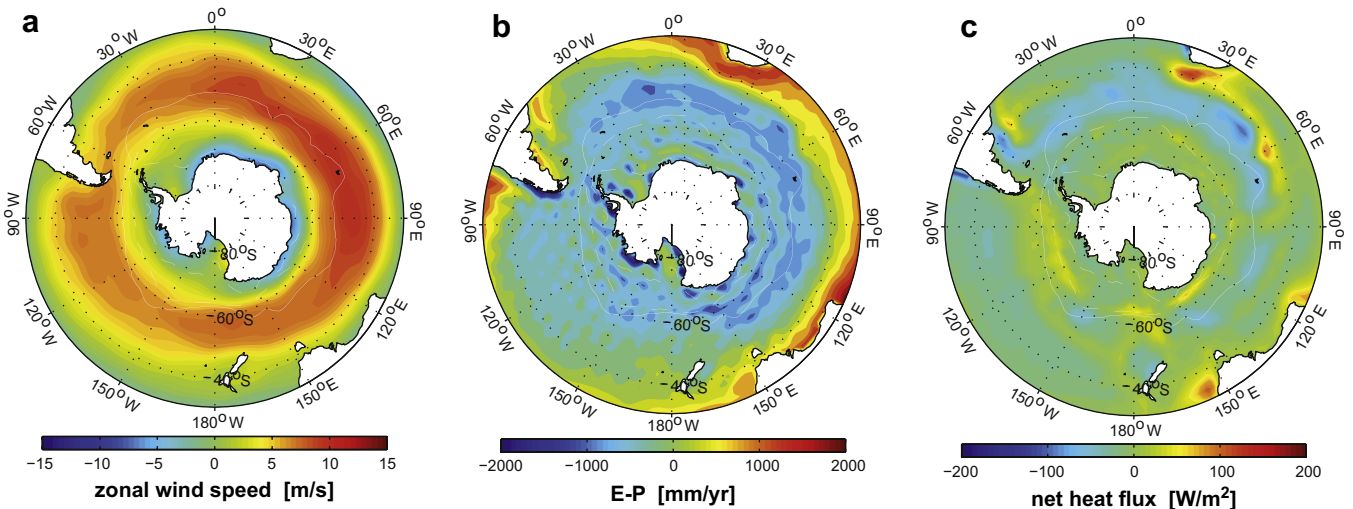 a
0°
30°E
60°E
90°E
120°E
150°E
180°W
150°W
120°W
90°W
60°W
30°W
−80°S
−60°S
−40°S
−15 −10 −5 0 5 10 15
zonal wind speed [m/s]
b
0°
30°E
60°E
90°E
120°E
150°E
180°W
150°W
120°W
90°W
60°W
30°W
−80°S
−60°S
−40°S
−2000 −1000 0 1000 2000
E-P [mm/yr]
c
0°
30°E
60°E
90°E
120°E
150°E
180°W
150°W
120°W
90°W
60°W
30°W
−80°S
−60°S
−40°S
−200 −100 0 100 200
net heat flux [W/m²]